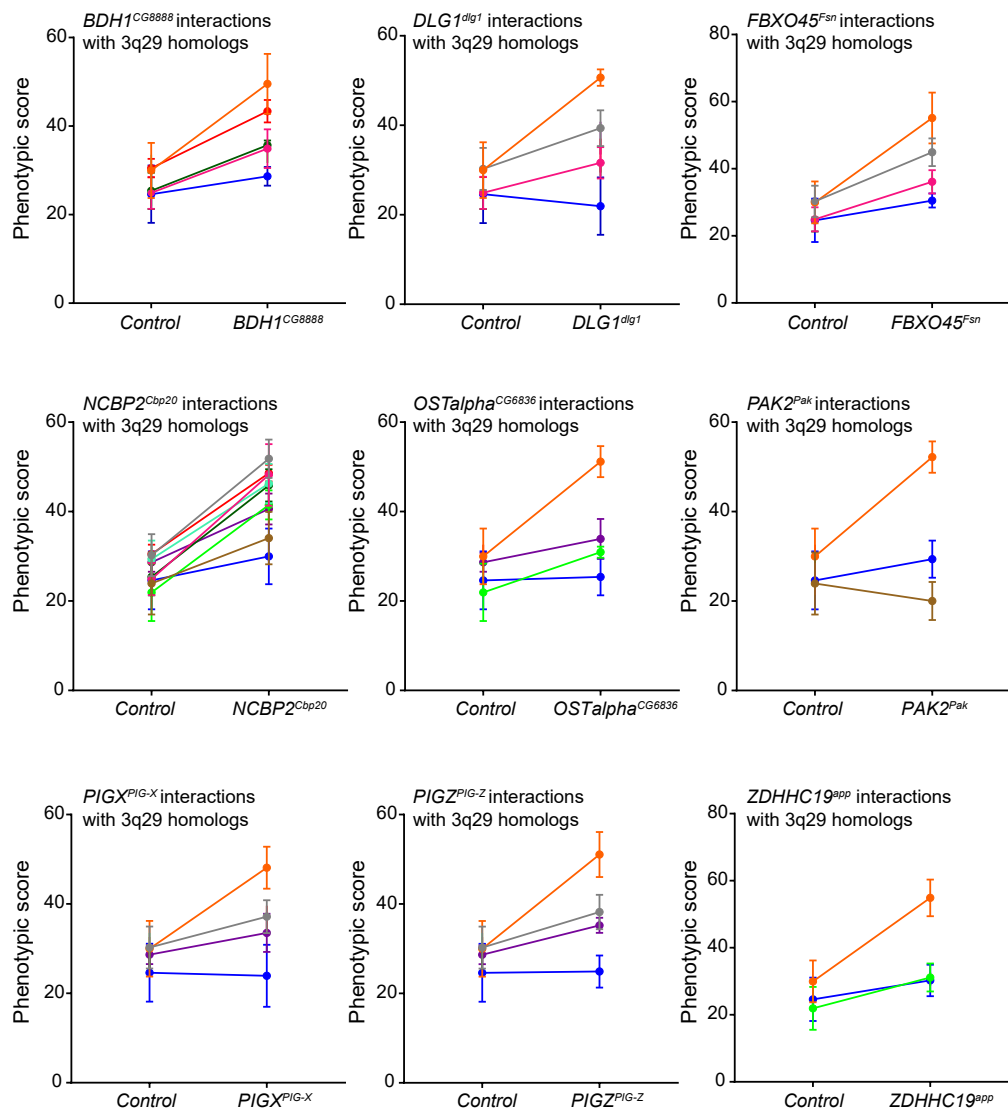 BDH1CG8888 interactions
with 3q29 homologs
Phenotypic score
60
40
20
0
Control
BDH1CG8888
DLG1dlg1 interactions
with 3q29 homologs
Phenotypic score
60
40
20
0
Control
DLG1dlg1
FBXO45Fsn interactions
with 3q29 homologs
Phenotypic score
80
60
40
20
0
Control
FBXO45Fsn
NCBP2Cbp20 interactions
with 3q29 homologs
Phenotypic score
60
40
20
0
Control
NCBP2Cbp20
OSTalphaCG6836 interactions
with 3q29 homologs
Phenotypic score
60
40
20
0
Control
OSTalphaCG6836
PAK2Pak interactions
with 3q29 homologs
Phenotypic score
60
40
20
0
Control
PAK2Pak
PIGXPIG-X interactions
with 3q29 homologs
Phenotypic score
60
40
20
0
Control
PIGXPIG-X
PIGZPIG-Z interactions
with 3q29 homologs
Phenotypic score
60
40
20
0
Control
PIGZPIG-Z
ZDHHC19app interactions
with 3q29 homologs
Phenotypic score
80
60
40
20
0
Control
ZDHHC19app